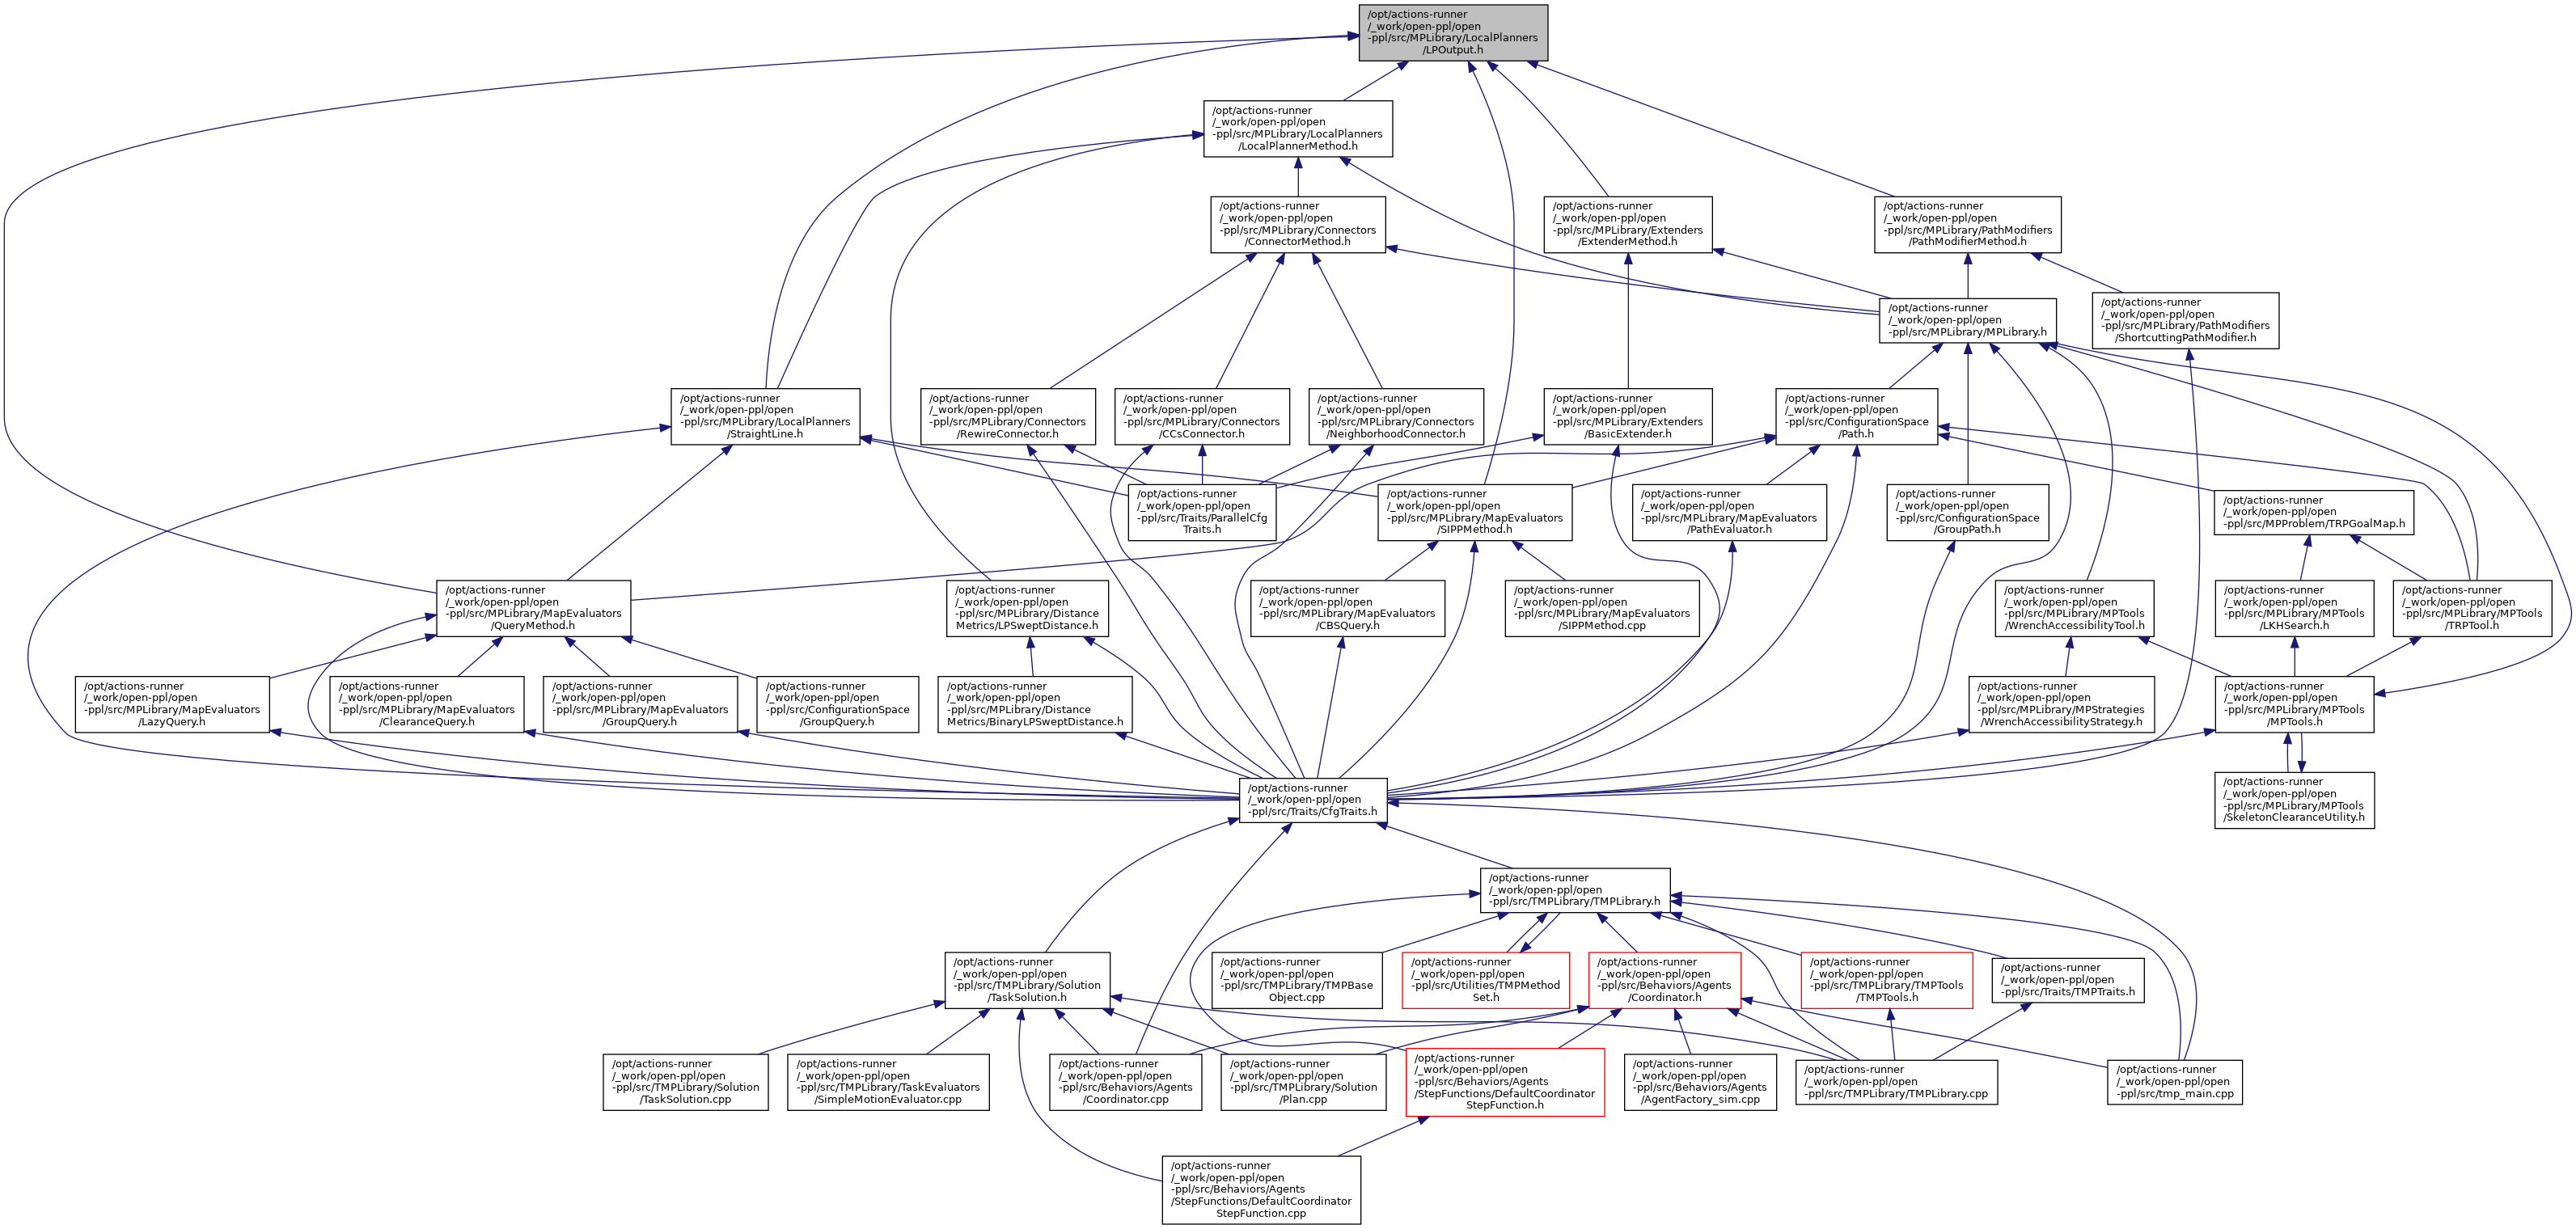 /opt/actions-runner
/_work/open-ppl/open
-ppl/src/MPLibrary/LocalPlanners
/LPOutput.h
/opt/actions-runner
/_work/open-ppl/open
-ppl/src/MPLibrary/LocalPlanners
/LocalPlannerMethod.h
/opt/actions-runner
/_work/open-ppl/open
-ppl/src/MPLibrary/Connectors
/ConnectorMethod.h
/opt/actions-runner
/_work/open-ppl/open
-ppl/src/MPLibrary/Extenders
/ExtenderMethod.h
/opt/actions-runner
/_work/open-ppl/open
-ppl/src/MPLibrary/PathModifiers
/PathModifierMethod.h
/opt/actions-runner
/_work/open-ppl/open
-ppl/src/MPLibrary/MPLibrary.h
/opt/actions-runner
/_work/open-ppl/open
-ppl/src/MPLibrary/PathModifiers
/ShortcuttingPathModifier.h
/opt/actions-runner
/_work/open-ppl/open
-ppl/src/MPLibrary/LocalPlanners
/StraightLine.h
/opt/actions-runner
/_work/open-ppl/open
-ppl/src/MPLibrary/Connectors
/RewireConnector.h
/opt/actions-runner
/_work/open-ppl/open
-ppl/src/MPLibrary/Connectors
/CCsConnector.h
/opt/actions-runner
/_work/open-ppl/open
-ppl/src/MPLibrary/Connectors
/NeighborhoodConnector.h
/opt/actions-runner
/_work/open-ppl/open
-ppl/src/MPLibrary/Extenders
/BasicExtender.h
/opt/actions-runner
/_work/open-ppl/open
-ppl/src/ConfigurationSpace
/Path.h
/opt/actions-runner
/_work/open-ppl/open
-ppl/src/Traits/ParallelCfg
Traits.h
/opt/actions-runner
/_work/open-ppl/open
-ppl/src/MPLibrary/MapEvaluators
/SIPPMethod.h
/opt/actions-runner
/_work/open-ppl/open
-ppl/src/MPLibrary/MapEvaluators
/PathEvaluator.h
/opt/actions-runner
/_work/open-ppl/open
-ppl/src/ConfigurationSpace
/GroupPath.h
/opt/actions-runner
/_work/open-ppl/open
-ppl/src/MPProblem/TRPGoalMap.h
/opt/actions-runner
/_work/open-ppl/open
-ppl/src/MPLibrary/MapEvaluators
/QueryMethod.h
/opt/actions-runner
/_work/open-ppl/open
-ppl/src/MPLibrary/Distance
Metrics/LPSweptDistance.h
/opt/actions-runner
/_work/open-ppl/open
-ppl/src/MPLibrary/MapEvaluators
/CBSQuery.h
/opt/actions-runner
/_work/open-ppl/open
-ppl/src/MPLibrary/MapEvaluators
/SIPPMethod.cpp
/opt/actions-runner
/_work/open-ppl/open
-ppl/src/MPLibrary/MPTools
/WrenchAccessibilityTool.h
/opt/actions-runner
/_work/open-ppl/open
-ppl/src/MPLibrary/MPTools
/LKHSearch.h
/opt/actions-runner
/_work/open-ppl/open
-ppl/src/MPLibrary/MPTools
/TRPTool.h
/opt/actions-runner
/_work/open-ppl/open
-ppl/src/MPLibrary/MapEvaluators
/LazyQuery.h
/opt/actions-runner
/_work/open-ppl/open
-ppl/src/MPLibrary/MapEvaluators
/ClearanceQuery.h
/opt/actions-runner
/_work/open-ppl/open
-ppl/src/MPLibrary/MapEvaluators
/GroupQuery.h
/opt/actions-runner
/_work/open-ppl/open
-ppl/src/ConfigurationSpace
/GroupQuery.h
/opt/actions-runner
/_work/open-ppl/open
-ppl/src/MPLibrary/Distance
Metrics/BinaryLPSweptDistance.h
/opt/actions-runner
/_work/open-ppl/open
-ppl/src/MPLibrary/MPStrategies
/WrenchAccessibilityStrategy.h
/opt/actions-runner
/_work/open-ppl/open
-ppl/src/MPLibrary/MPTools
/MPTools.h
/opt/actions-runner
/_work/open-ppl/open
-ppl/src/Traits/CfgTraits.h
/opt/actions-runner
/_work/open-ppl/open
-ppl/src/MPLibrary/MPTools
/SkeletonClearanceUtility.h
/opt/actions-runner
/_work/open-ppl/open
-ppl/src/TMPLibrary/TMPLibrary.h
/opt/actions-runner
/_work/open-ppl/open
-ppl/src/TMPLibrary/Solution
/TaskSolution.h
/opt/actions-runner
/_work/open-ppl/open
-ppl/src/TMPLibrary/TMPBase
Object.cpp
/opt/actions-runner
/_work/open-ppl/open
-ppl/src/Utilities/TMPMethod
Set.h
/opt/actions-runner
/_work/open-ppl/open
-ppl/src/Behaviors/Agents
/Coordinator.h
/opt/actions-runner
/_work/open-ppl/open
-ppl/src/TMPLibrary/TMPTools
/TMPTools.h
/opt/actions-runner
/_work/open-ppl/open
-ppl/src/Traits/TMPTraits.h
/opt/actions-runner
/_work/open-ppl/open
-ppl/src/TMPLibrary/Solution
/TaskSolution.cpp
/opt/actions-runner
/_work/open-ppl/open
-ppl/src/TMPLibrary/TaskEvaluators
/SimpleMotionEvaluator.cpp
/opt/actions-runner
/_work/open-ppl/open
-ppl/src/Behaviors/Agents
/Coordinator.cpp
/opt/actions-runner
/_work/open-ppl/open
-ppl/src/TMPLibrary/Solution
/Plan.cpp
/opt/actions-runner
/_work/open-ppl/open
-ppl/src/Behaviors/Agents
/StepFunctions/DefaultCoordinator
StepFunction.h
/opt/actions-runner
/_work/open-ppl/open
-ppl/src/Behaviors/Agents
/AgentFactory_sim.cpp
/opt/actions-runner
/_work/open-ppl/open
-ppl/src/TMPLibrary/TMPLibrary.cpp
/opt/actions-runner
/_work/open-ppl/open
-ppl/src/tmp_main.cpp
/opt/actions-runner
/_work/open-ppl/open
-ppl/src/Behaviors/Agents
/StepFunctions/DefaultCoordinator
StepFunction.cpp